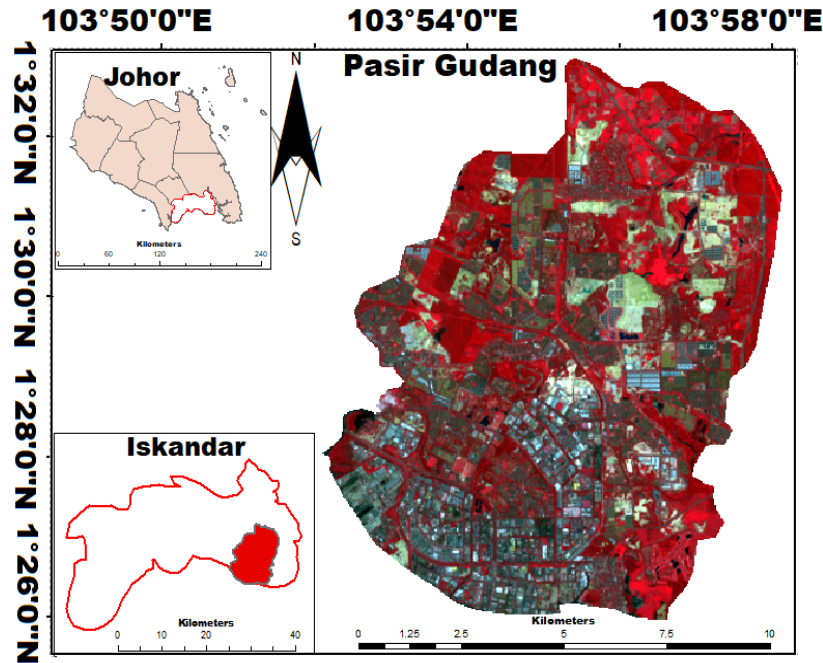 103°50'0"E 103°54'0"E 103°58'0"E
1°32'0"N
1°30'0"N
1°28'0"N
1°26'0"N
Johor
Kilometers
0 60 120 240
N
S
Pasir Gudang
Iskandar
Kilometers
0 10 20 30 40
Kilometers
0 1.25 2.5 5 7.5 10